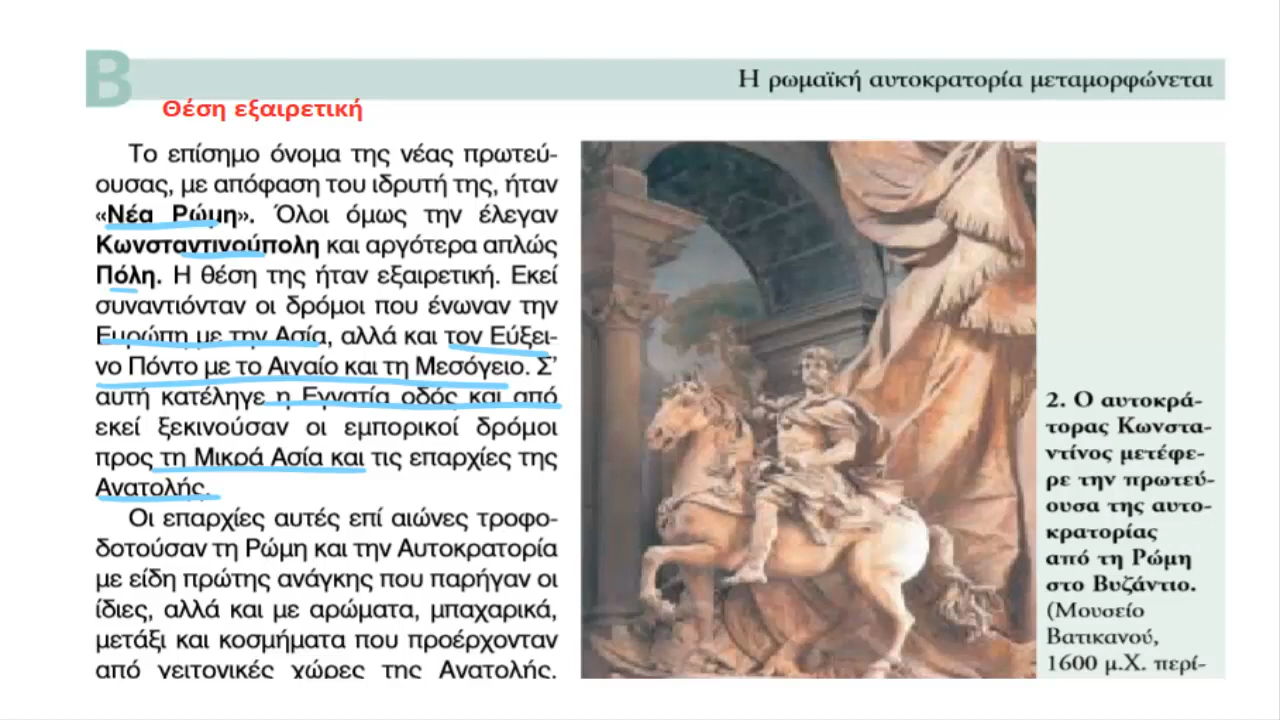 Β
Η ρωμαϊκή αυτοκρατορία μεταμορφώνεται
Θέση εξαιρετική
Το επίσημο όνομα της νέας πρωτεύ-
ουσας, με απόφαση του ιδρυτή της, ήταν
«Νέα Ρώμη». Όλοι όμως την έλεγαν
Κωνσταντινούπολη και αργότερα απλώς
Πόλη. Η θέση της ήταν εξαιρετική. Εκεί
συναντιόνταν οι δρόμοι που ένωναν την
Ευρώπη με την Ασία, αλλά και τον Εύξει-
νο Πόντο με το Αιγαίο και τη Μεσόγειο. Σ’
αυτή κατέληγε η Εγνατία οδός και από
εκεί ξεκινούσαν οι εμπορικοί δρόμοι
προς τη Μικρά Ασία και τις επαρχίες της
Ανατολής.
Οι επαρχίες αυτές επί αιώνες τροφο-
δοτούσαν τη Ρώμη και την Αυτοκρατορία
με είδη πρώτης ανάγκης που παρήγαν οι
ίδιες, αλλά και με αρώματα, μπαχαρικά,
μετάξι και κοσμήματα που προέρχονταν
από γειτονικές χώρες της Ανατολής.
2. Ο αυτοκρά-
τορας Κωνστα-
ντίνος μετέφε-
ρε την πρωτεύ-
ουσα της αυτο-
κρατορίας
από τη Ρώμη
στο Βυζάντιο.
(Μουσείο
Βατικανού,
1600 μ.Χ. περί-